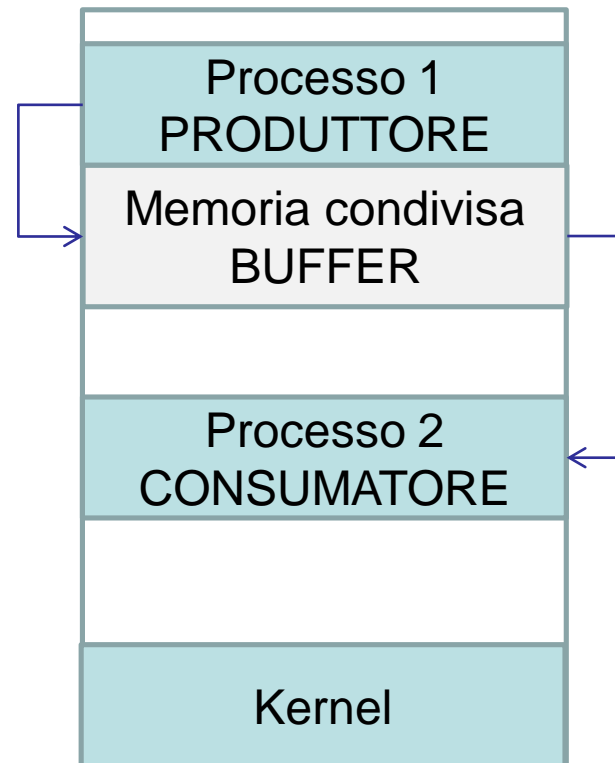 Processo 1
PRODUTTORE
Memoria condivisa
BUFFER
Processo 2
CONSUMATORE
Kernel